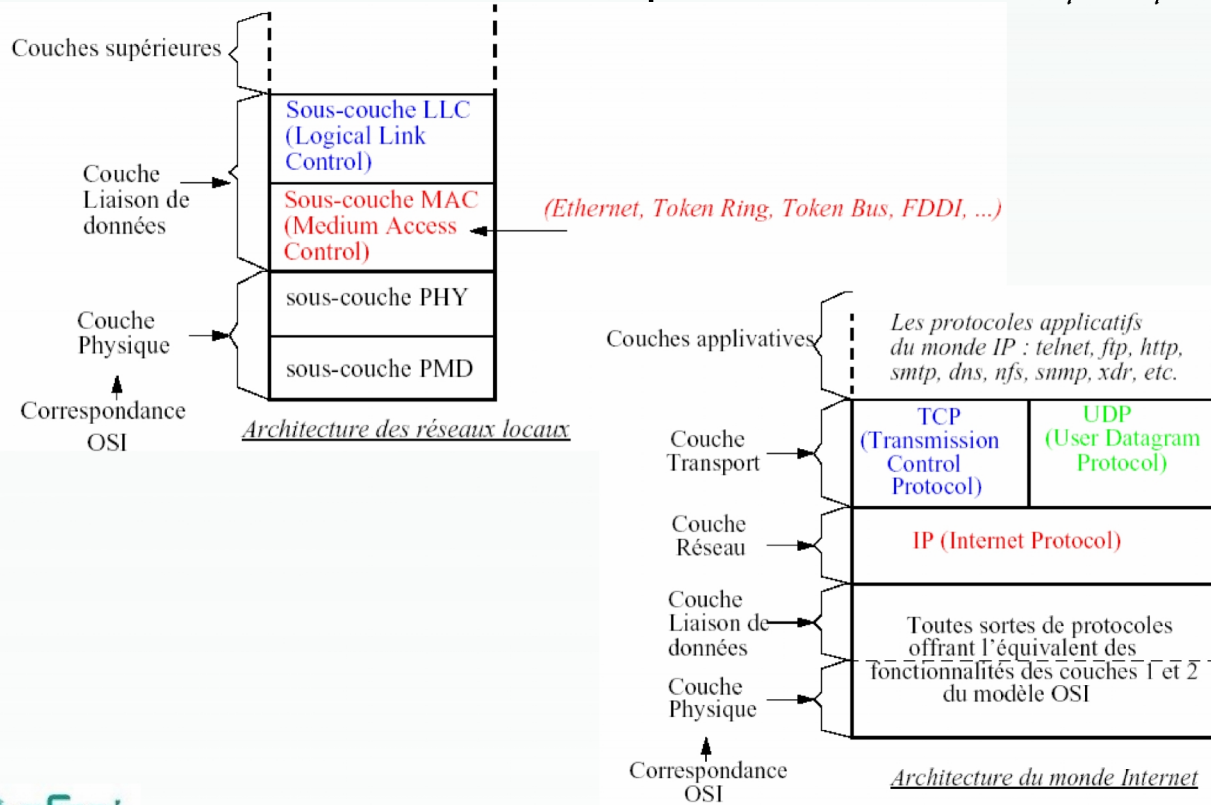 Couches supérieures
Sous-couche LLC
(Logical Link
Control)
Couche
Liaison de
données
Sous-couche MAC
(Medium Access
Control)
(Ethernet, Token Ring, Token Bus, FDDI, ...)
Couche
Physique
sous-couche PHY
sous-couche PMD
Correspondance
OSI
Architecture des réseaux locaux
Couches applivatives
Les protocoles applicatifs
du monde IP : telnet, ftp, http,
smtp, dns, nfs, snmp, xdr, etc.
Couche
Transport
TCP
(Transmission
Control
Protocol)
UDP
(User Datagram
Protocol)
Couche
Réseau
IP (Internet Protocol)
Couche
Liaison de
données
Toutes sortes de protocoles
offrant l'équivalent des
fonctionnalités des couches 1 et 2
du modèle OSI
Couche
Physique
Correspondance
OSI
Architecture du monde Internet